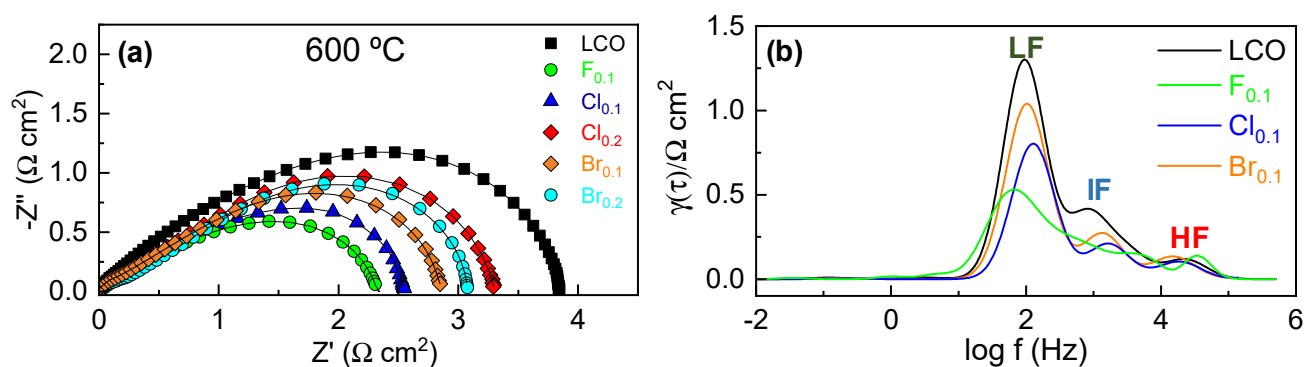 (a)
600 ºC
LCO
F0.1
Cl0.1
Cl0.2
Br0.1
Br0.2
-Z'' (Ω cm²)
2.0
1.5
1.0
0.5
0.0
0 1 2 3 4
Z' (Ω cm²)
(b)
LF
IF
HF
LCO
F0.1
Cl0.1
Br0.1
γ(τ)/Ω cm²
1.5
1.0
0.5
0.0
-2 0 2 4 6
log f (Hz)